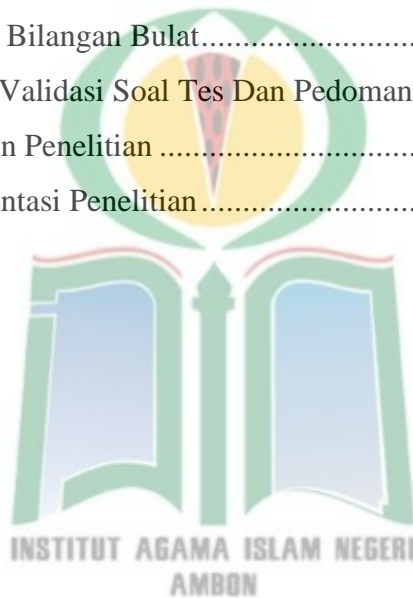 Bilangan Bulat........................
Validasi Soal Tes Dan Pedoman
n Penelitian ............................
ntasi Penelitian........................
INSTITUT AGAMA ISLAM NEGERI
AMBON